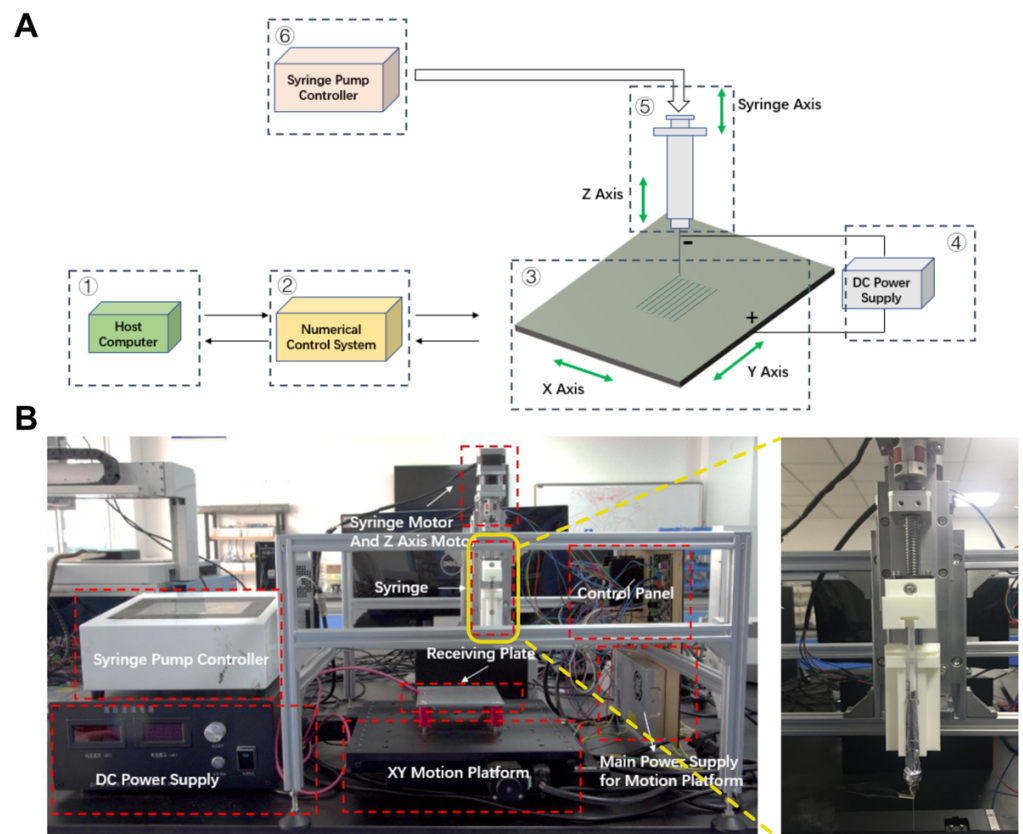 A
⑥
Syringe Pump
Controller
⑤
Syringe Axis
Z Axis
-
④
DC Power
Supply
③
+
①
Host
Computer
②
Numerical
Control System
X Axis
Y Axis
B
Syringe Motor
And Z Axis Motor
Syringe
DELL
Control Panel
Receiving Plate
Syringe Pump Controller
DC Power Supply
XY Motion Platform
Main Power Supply
for Motion Platform